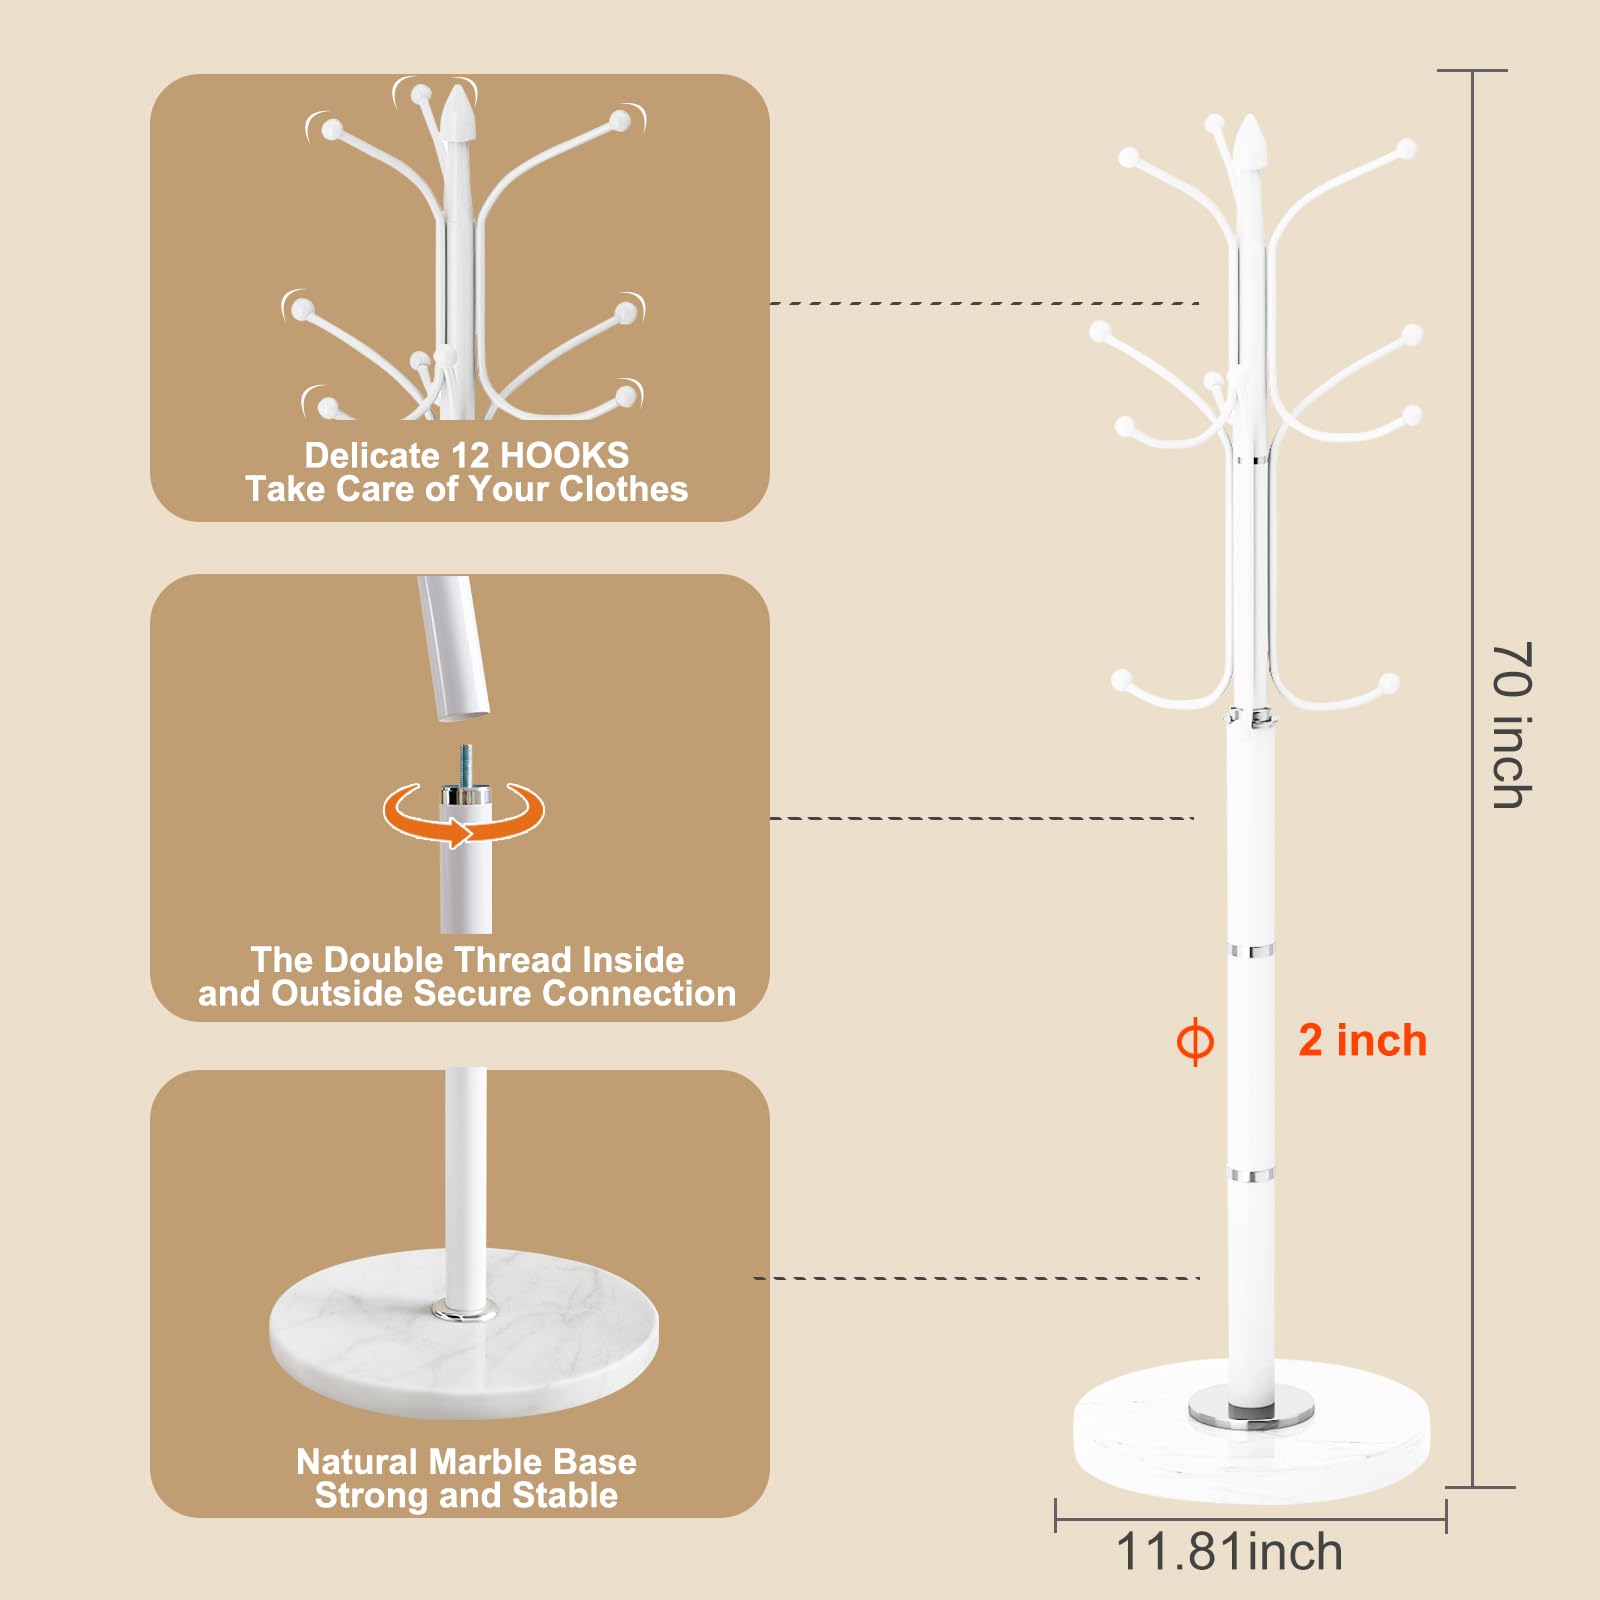 Delicate 12 HOOKS
Take Care of Your Clothes
The Double Thread Inside
and Outside Secure Connection
Natural Marble Base
Strong and Stable
70 inch
ϕ 2 inch
11.81inch